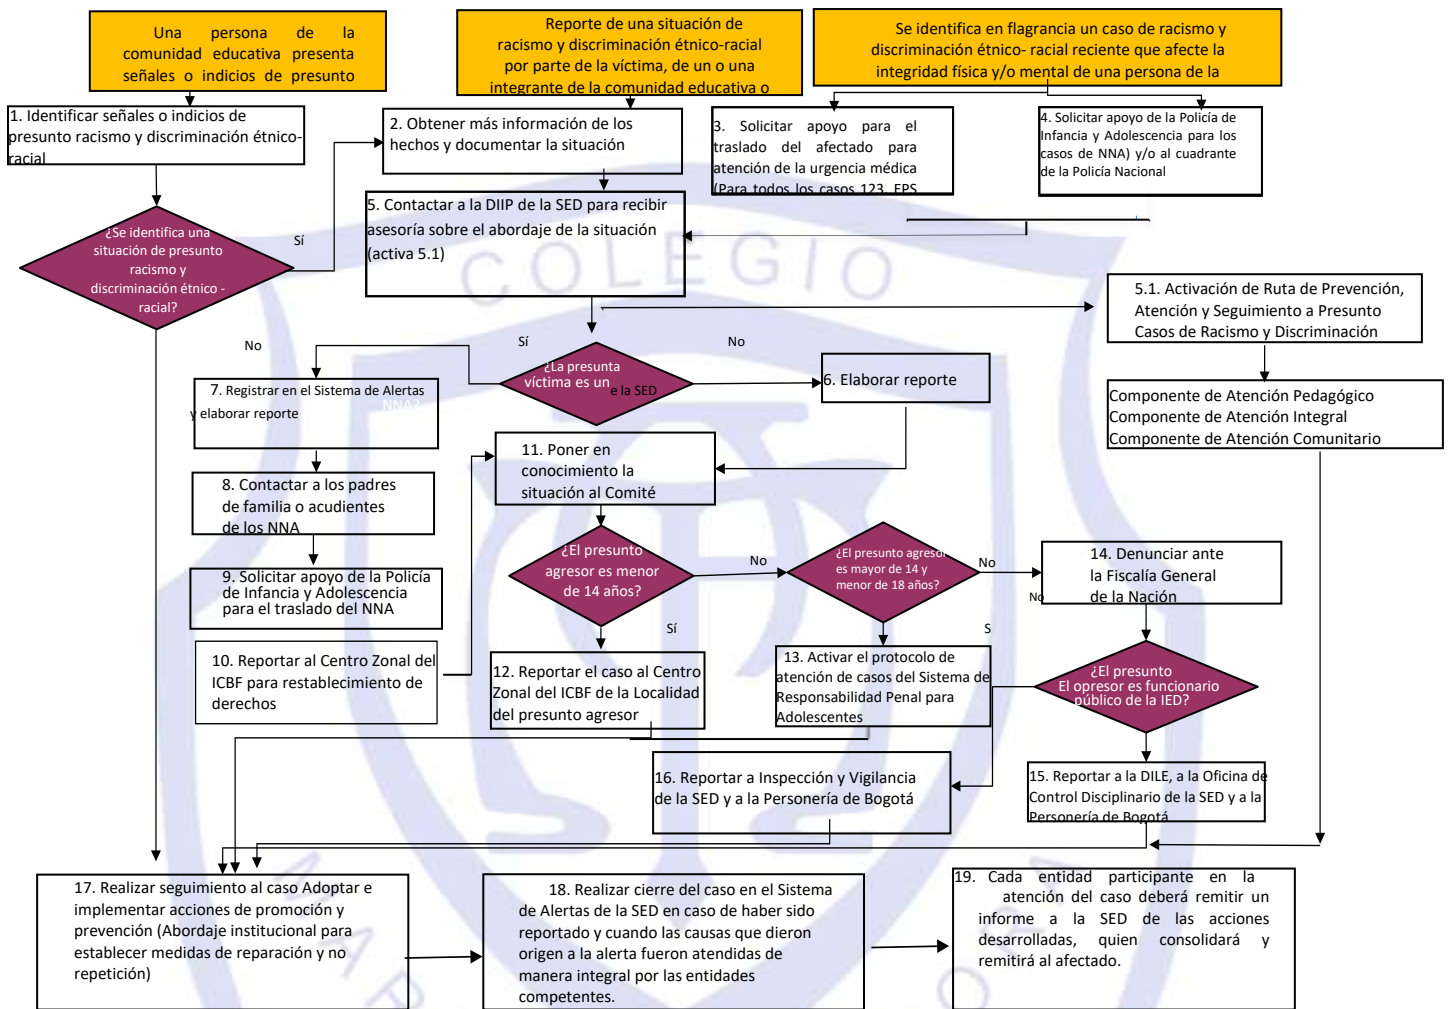 Una persona de la
comunidad educativa presenta
señales o indicios de presunto
Reporte de una situación de
racismo y discriminación étnico-racial
por parte de la víctima, de un o una
integrante de la comunidad educativa o
Se identifica en flagrancia un caso de racismo y
discriminación étnico- racial reciente que afecte la
integridad física y/o mental de una persona de la
1. Identificar señales o indicios de
presunto racismo y discriminación étnico-
racial
2. Obtener más información de los
hechos y documentar la situación
3. Solicitar apoyo para el
traslado del afectado para
atención de la urgencia médica
(Para todos los casos 123, EPS
4. Solicitar apoyo de la Policía de
Infancia y Adolescencia para los
casos de NNA) y/o al cuadrante
de la Policía Nacional
5. Contactar a la DIIP de la SED para recibir
asesoría sobre el abordaje de la situación
(activa 5.1)
¿Se identifica una
situación de presunto
racismo y
discriminación étnico -
racial?
Sí
COLEGIO
5.1. Activación de Ruta de Prevención,
Atención y Seguimiento a Presunto
Casos de Racismo y Discriminación
No
Sí
No
¿La presunta
víctima es un
e la SED
NNA?
6. Elaborar reporte
7. Registrar en el Sistema de Alertas
y elaborar reporte
Componente de Atención Pedagógico
Componente de Atención Integral
Componente de Atención Comunitario
11. Poner en
conocimiento la
situación al Comité
8. Contactar a los padres
de familia o acudientes
de los NNA
¿El presunto
agresor es menor
de 14 años?
No
¿El presunto agresor
es mayor de 14 y
menor de 18 años?
No
No
14. Denunciar ante
la Fiscalía General
de la Nación
9. Solicitar apoyo de la Policía
de Infancia y Adolescencia
para el traslado del NNA
Sí
S
10. Reportar al Centro Zonal del
ICBF para restablecimiento de
derechos
12. Reportar el caso al Centro
Zonal del ICBF de la Localidad
del presunto agresor
13. Activar el protocolo de
atención de casos del Sistema de
Responsabilidad Penal para
Adolescentes
¿El presunto
El opresor es funcionario
público de la IED?
16. Reportar a Inspección y Vigilancia
de la SED y a la Personería de Bogotá
15. Reportar a la DILE, a la Oficina de
Control Disciplinario de la SED y a la
Personería de Bogotá
17. Realizar seguimiento al caso Adoptar e
implementar acciones de promoción y
prevención (Abordaje institucional para
establecer medidas de reparación y no
repetición)
18. Realizar cierre del caso en el Sistema
de Alertas de la SED en caso de haber sido
reportado y cuando las causas que dieron
origen a la alerta fueron atendidas de
manera integral por las entidades
competentes.
19. Cada entidad participante en la
atención del caso deberá remitir un
informe a la SED de las acciones
desarrolladas, quien consolidará y
remitirá al afectado.